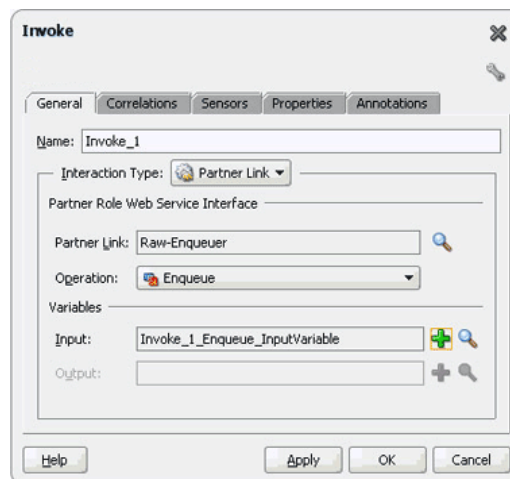 Invoke
General Correlations Sensors Properties Annotations
Name: Invoke_1
Interaction Type: Partner Link
Partner Role Web Service Interface
Partner Link: Raw-Enqueuer
Operation: Enqueue
Variables
Input: Invoke_1_Enqueue_InputVariable
Output:
Help Apply OK Cancel